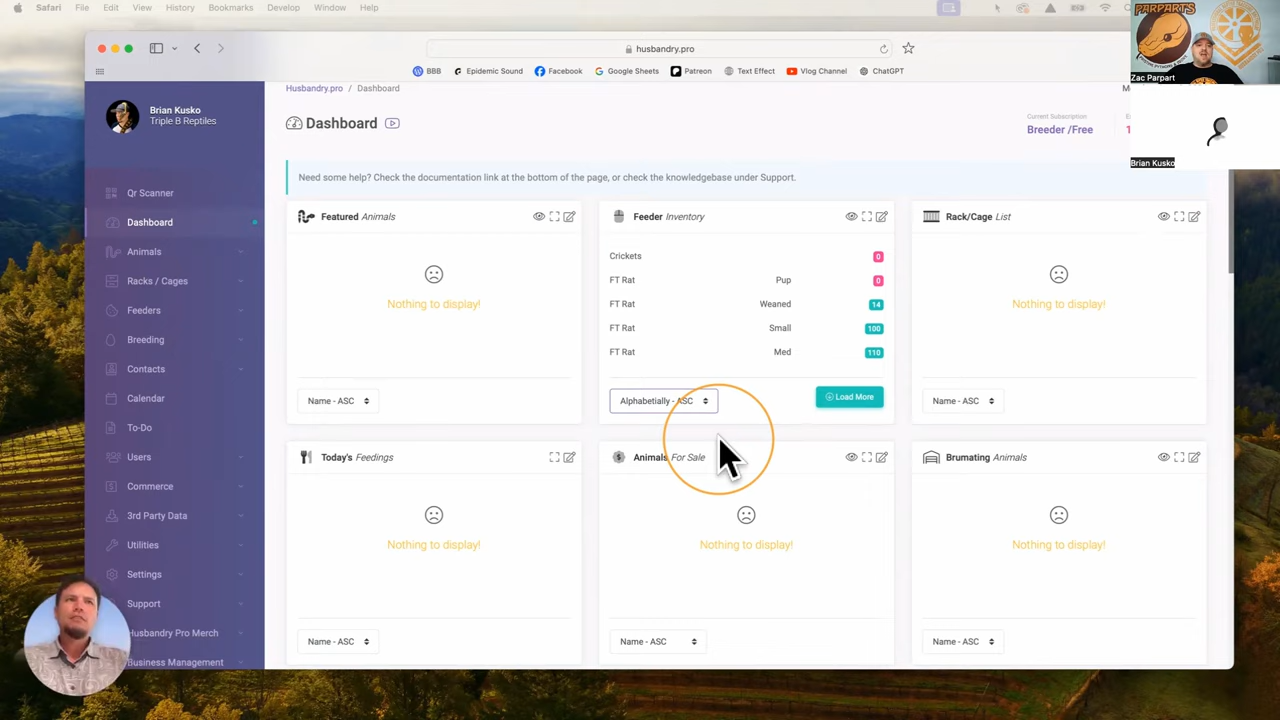 Safari File Edit View History Bookmarks Develop Window Help
husbandry.pro
BBB Epidemic Sound Facebook Google Sheets Patreon Text Effect Vlog Channel ChatGPT
PARPART'S
Zac Parpart
Brian Kusko
Brian Kusko
Triple B Reptiles
Qr Scanner
Dashboard
Animals
Racks / Cages
Feeders
Breeding
Contacts
Calendar
To-Do
Users
Commerce
3rd Party Data
Utilities
Settings
Support
Husbandry Pro Merch
Business Management
Husbandry.pro / Dashboard
Dashboard
Current Subscription
Breeder /Free
Need some help? Check the documentation link at the bottom of the page, or check the knowledgebase under Support.
Featured Animals
Nothing to display!
Name - ASC
Feeder Inventory
Crickets 0
FT Rat Pup 0
FT Rat Weaned 14
FT Rat Small 100
FT Rat Med 110
Alphabetially - ASC
Load More
Rack/Cage List
Nothing to display!
Name - ASC
Today's Feedings
Nothing to display!
Name - ASC
Animals For Sale
Nothing to display!
Name - ASC
Brumating Animals
Nothing to display!
Name - ASC